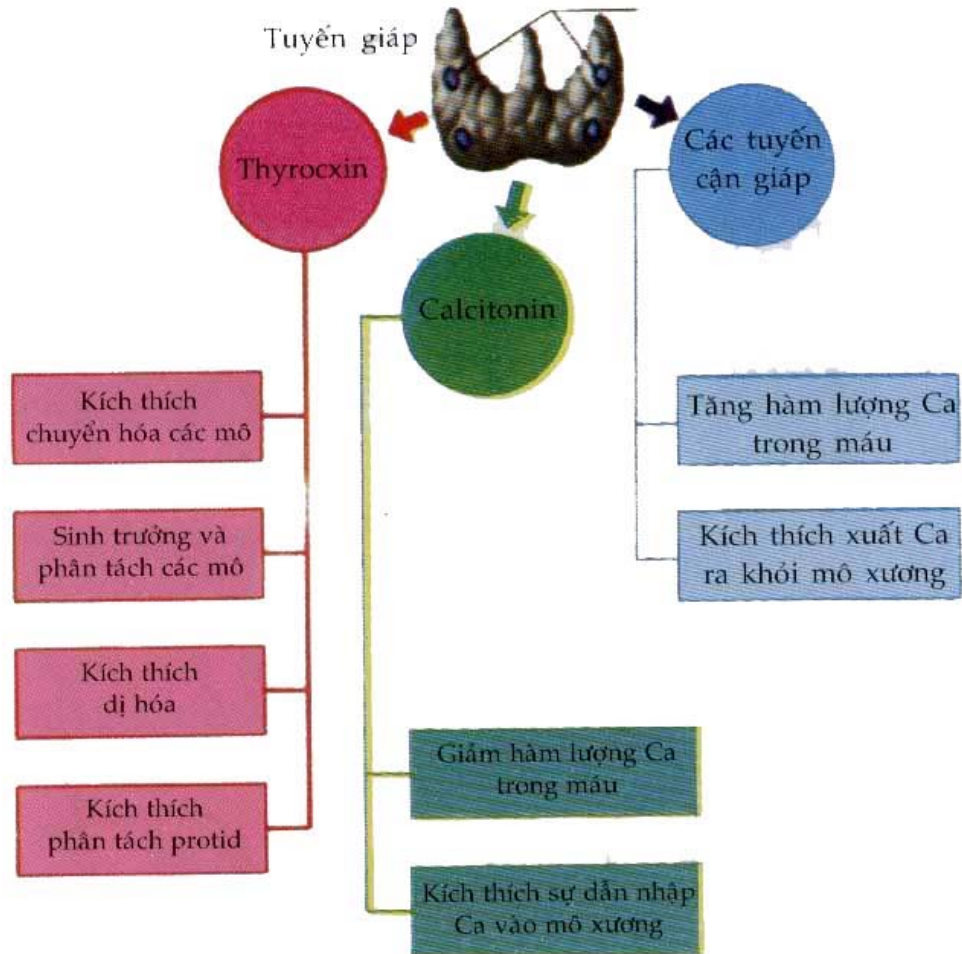 Tuyến giáp
Thyrocxin
Các tuyến
cận giáp
Calcitonin
Kích thích
chuyển hóa các mô
Sinh trưởng và
phân tách các mô
Kích thích
dị hóa
Kích thích
phân tách protid
Giảm hàm lượng Ca
trong máu
Kích thích sự dẫn nhập
Ca vào mô xương
Tăng hàm lượng Ca
trong máu
Kích thích xuất Ca
ra khỏi mô xương